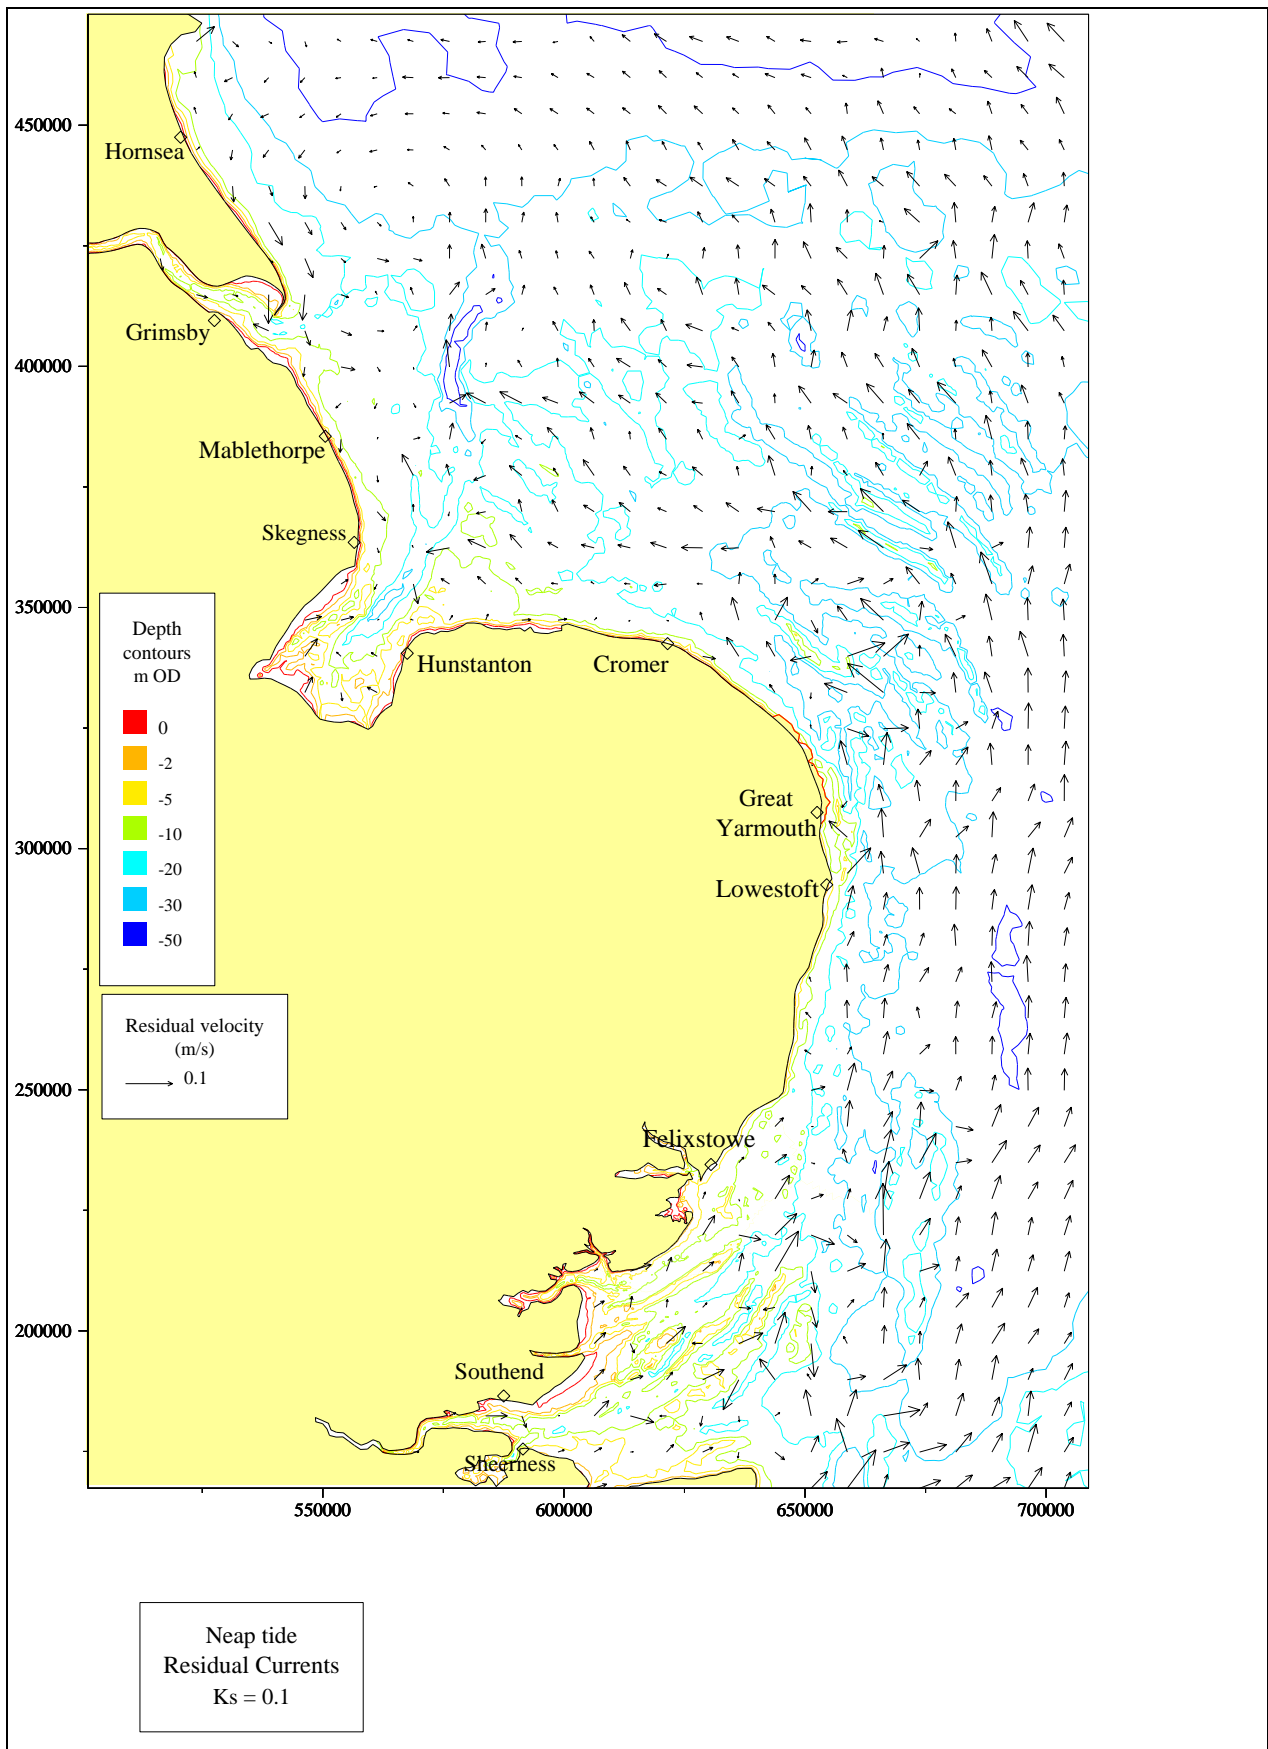 450000
400000
350000
300000
250000
200000
Hornsea
Grimsby
Mablethorpe
Skegness
Hunstanton
Cromer
Great
Yarmouth
Lowestoft
Felixstowe
Southend
Sheerness
Depth
contours
m OD
0
-2
-5
-10
-20
-30
-50
Residual velocity
(m/s)
0.1
550000
600000
650000
700000
Neap tide
Residual Currents
Ks = 0.1